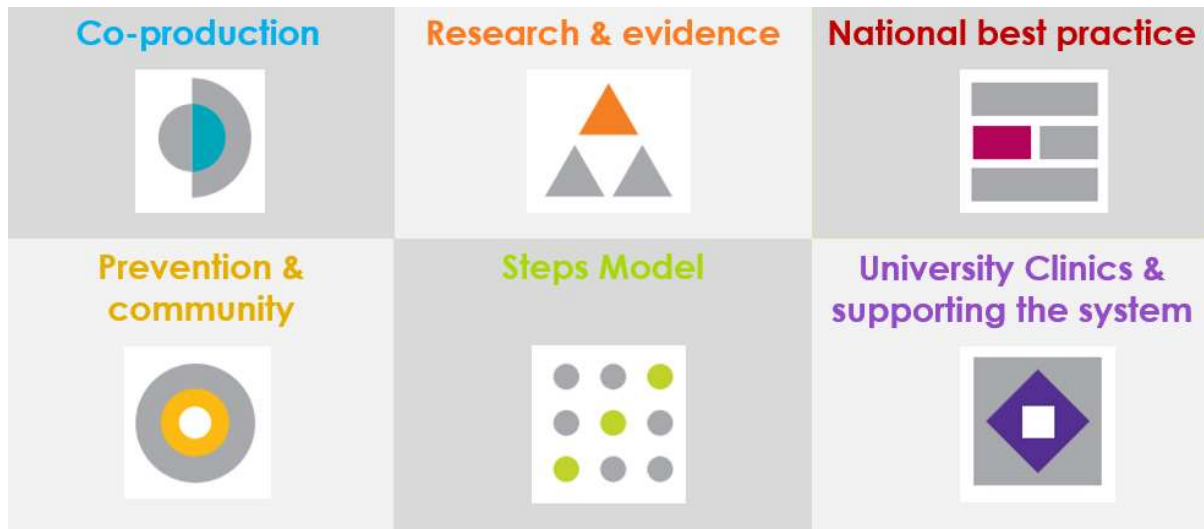 Co-production
Research & evidence
National best practice
Prevention &
community
Steps Model
University Clinics &
supporting the system